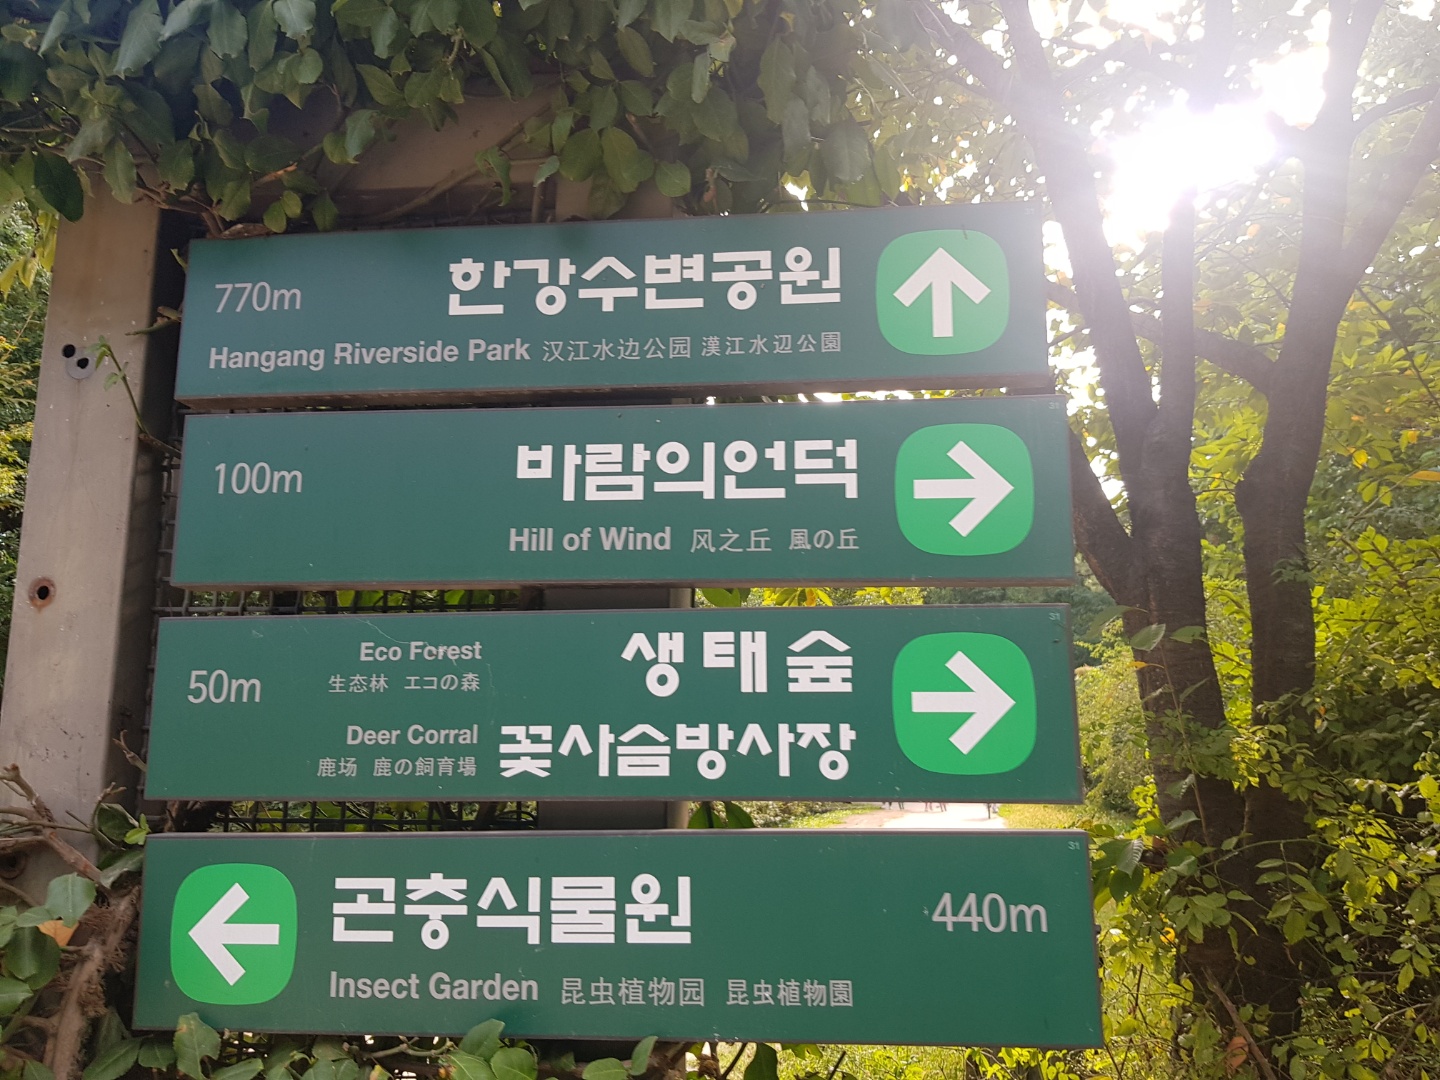 770m 한강수변공원
Hangang Riverside Park 汉江水边公园 漢江水辺公園
100m 바람의언덕
Hill of Wind 风之丘 風の丘
50m
Eco Forest 생태숲
生态林 エコの森
Deer Corral 꽃사슴방사장
鹿场 鹿の飼育場
곤충식물원 440m
Insect Garden 昆虫植物园 昆虫植物園
31
31
31